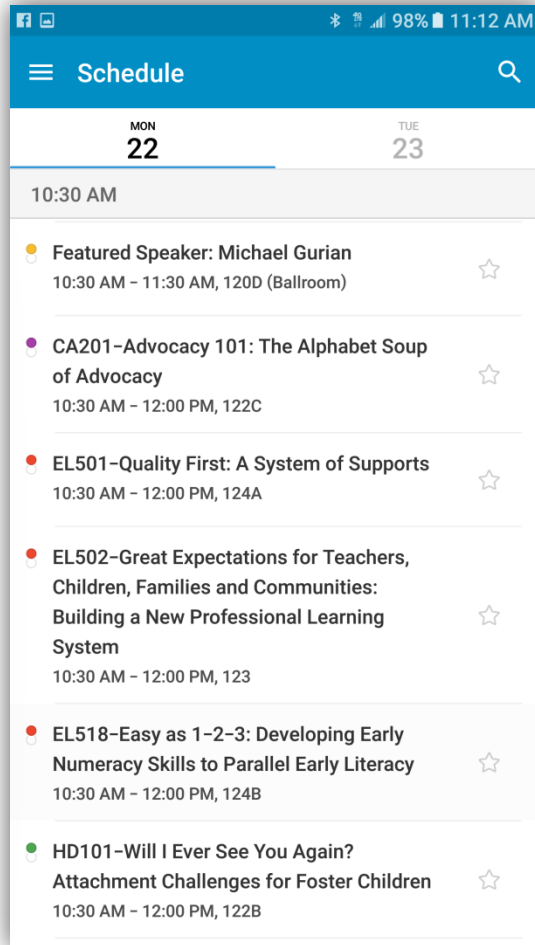 98% 11:12 AM
Schedule
MON
22
TUE
23
10:30 AM
Featured Speaker: Michael Gurian
10:30 AM – 11:30 AM, 120D (Ballroom)
CA201–Advocacy 101: The Alphabet Soup
of Advocacy
10:30 AM – 12:00 PM, 122C
EL501–Quality First: A System of Supports
10:30 AM – 12:00 PM, 124A
EL502–Great Expectations for Teachers,
Children, Families and Communities:
Building a New Professional Learning
System
10:30 AM – 12:00 PM, 123
EL518–Easy as 1–2–3: Developing Early
Numeracy Skills to Parallel Early Literacy
10:30 AM – 12:00 PM, 124B
HD101–Will I Ever See You Again?
Attachment Challenges for Foster Children
10:30 AM – 12:00 PM, 122B